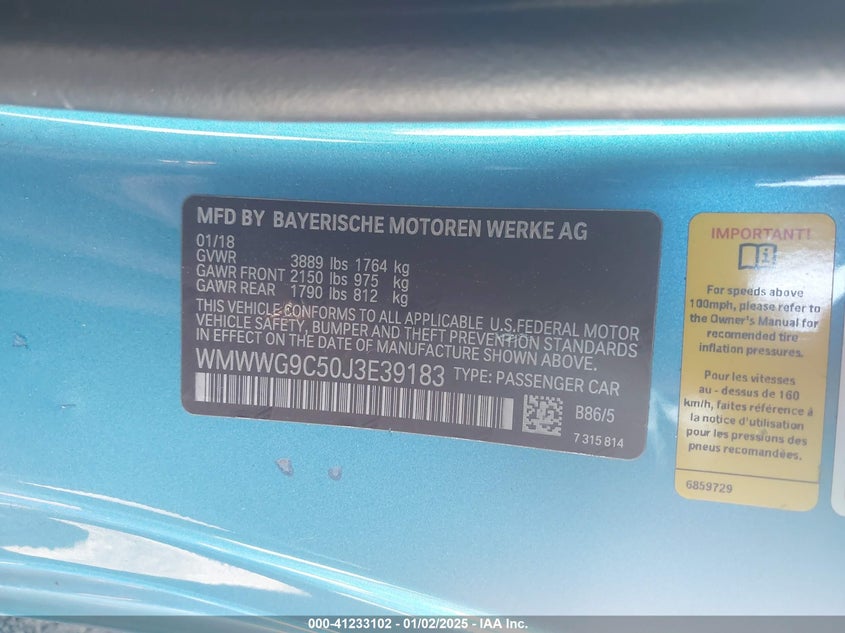 MFD BY BAYERISCHE MOTOREN WERKE AG
01/18
GVWR 3889 lbs 1764 kg
GAWR FRONT 2150 lbs 975 kg
GAWR REAR 1790 lbs 812 kg
THIS VEHICLE CONFORMS TO ALL APPLICABLE U.S.FEDERAL MOTOR
VEHICLE SAFETY, BUMPER AND THEFT PREVENTION STANDARDS
IN EFFECT ON THE DATE OF MANUFACTURE SHOWN ABOVE.
WMWWG9C50J3E39183 TYPE: PASSENGER CAR
B86/5
7 315 814
IMPORTANT!
For speeds above
100mph, please refer to
the Owner's Manual for
recomended tire
inflation pressures.
Pour les vitesses
au - dessus de 160
km/h, faites référence à
la notice d'utilisation
pour les pressions des
pneus recomandées.
6859729
000-41233102 - 01/02/2025 - IAA Inc.